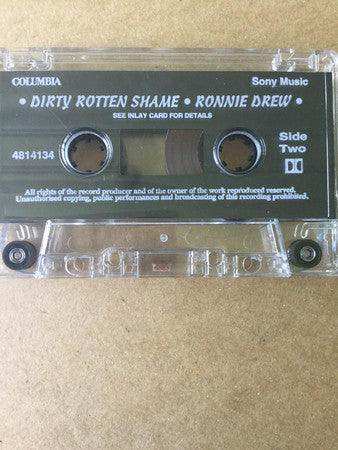 COLUMBIA Sony Music
• DIRTY ROTTEN SHAME • RONNIE DREW •
SEE INLAY CARD FOR DETAILS
4814134
Side
Two
All rights of the record producer and of the owner of the work reproduced reserved.
Unauthorised copying, public performances and broadcasting of this recording prohibited.